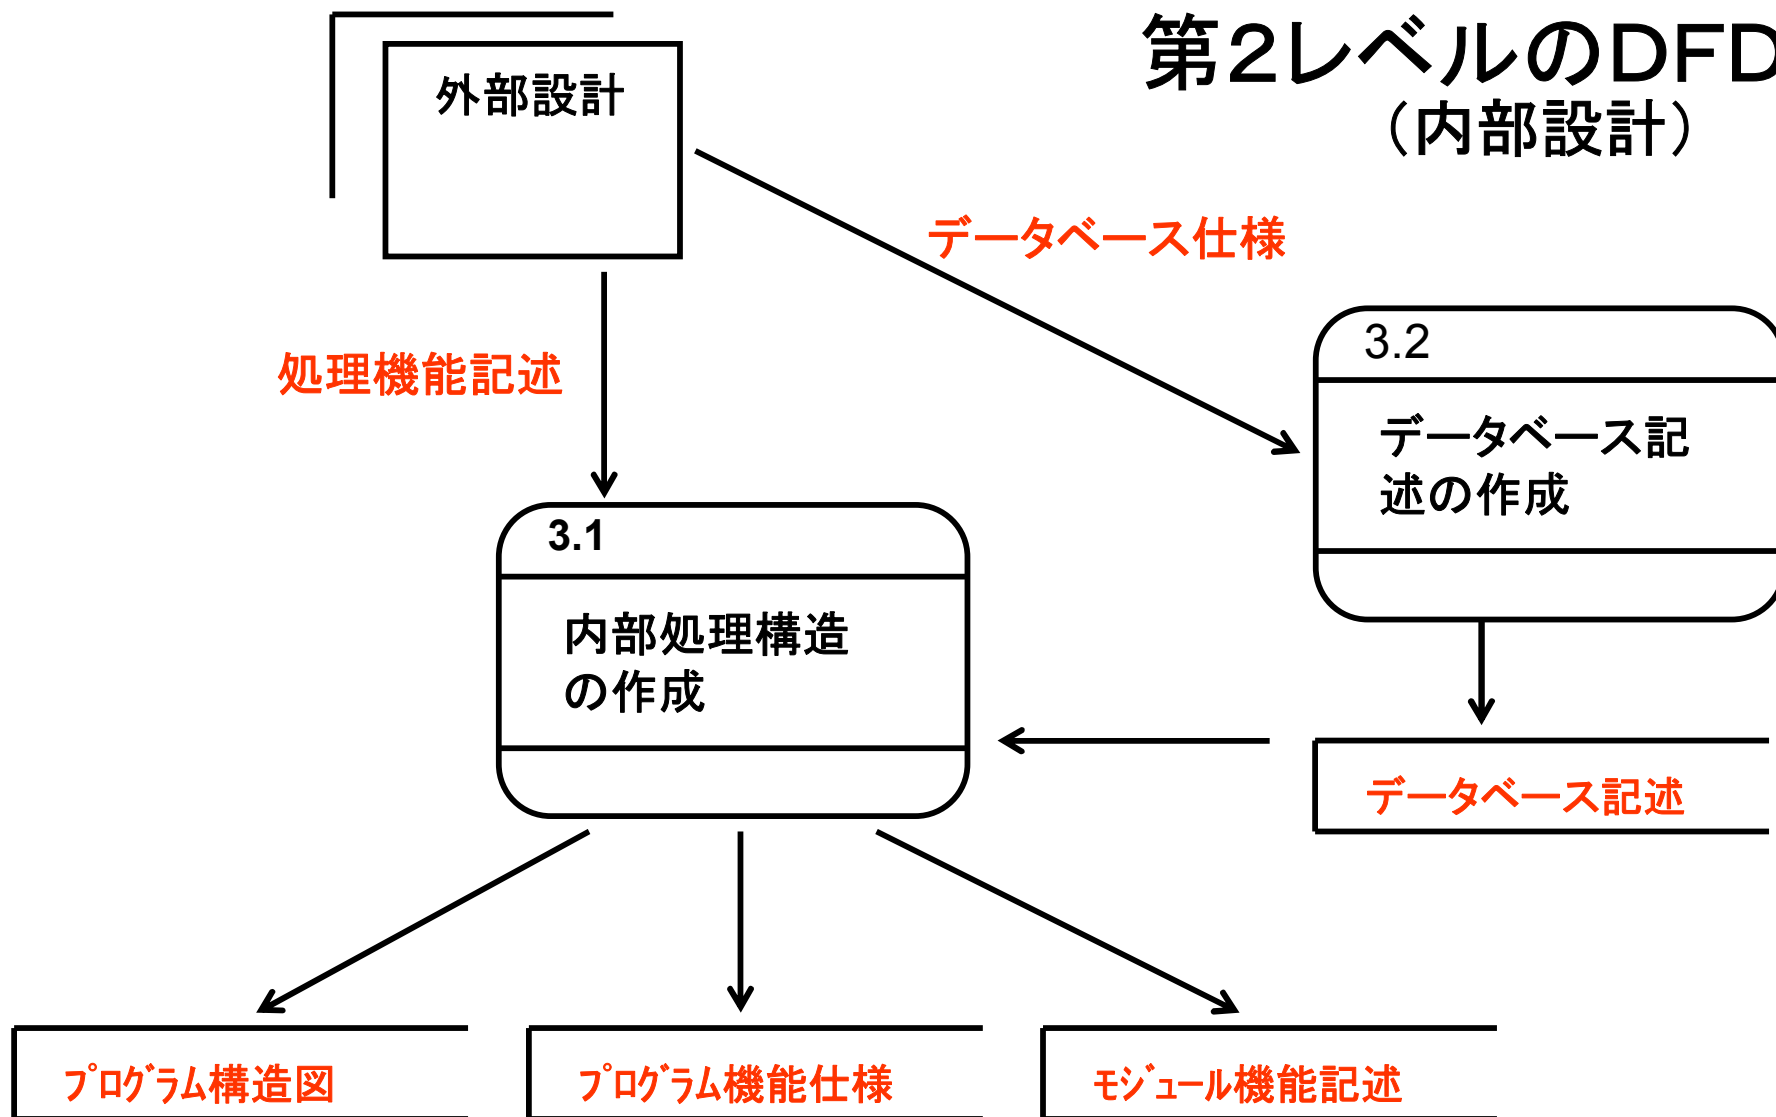 第2レベルのDFD
（内部設計）
外部設計
データベース仕様
処理機能記述
3.2
データベース記
述の作成
3.1
内部処理構造
の作成
データベース記述
ﾌﾟﾛｸﾞﾗﾑ構造図
ﾌﾟﾛｸﾞﾗﾑ機能仕様
ﾓｼﾞｭｰﾙ機能記述